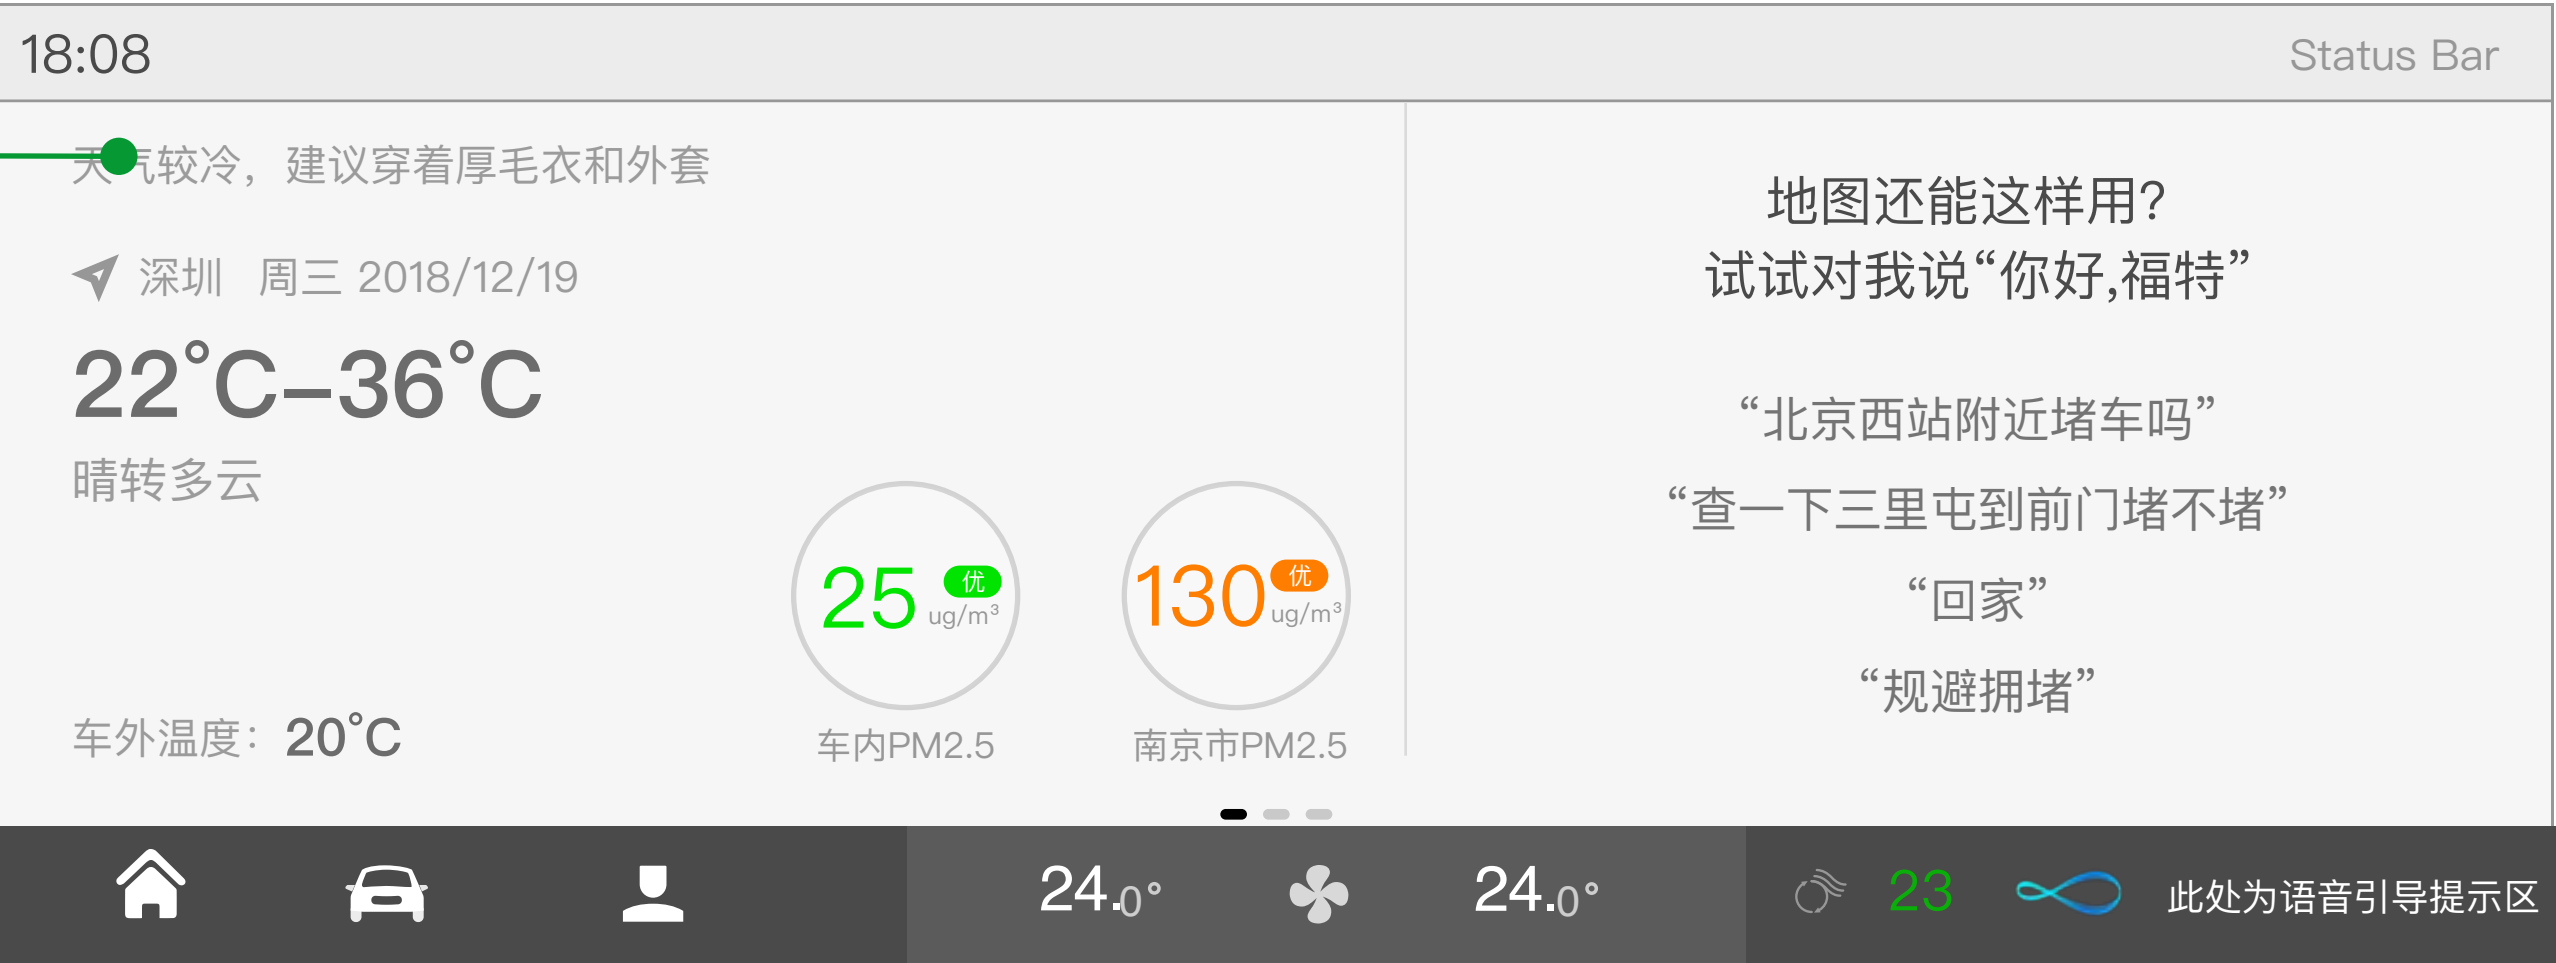 18:08
Status Bar
天气较冷，建议穿着厚毛衣和外套
深圳 周三 2018/12/19
22°C-36°C
晴转多云
25 优
ug/m³
130 优
ug/m³
车外温度：20°C
车内PM2.5
南京市PM2.5
地图还能这样用?
试试对我说“你好,福特”
“北京西站附近堵车吗”
“查一下三里屯到前门堵不堵”
“回家”
“规避拥堵”
24.0°
24.0°
23
此处为语音引导提示区